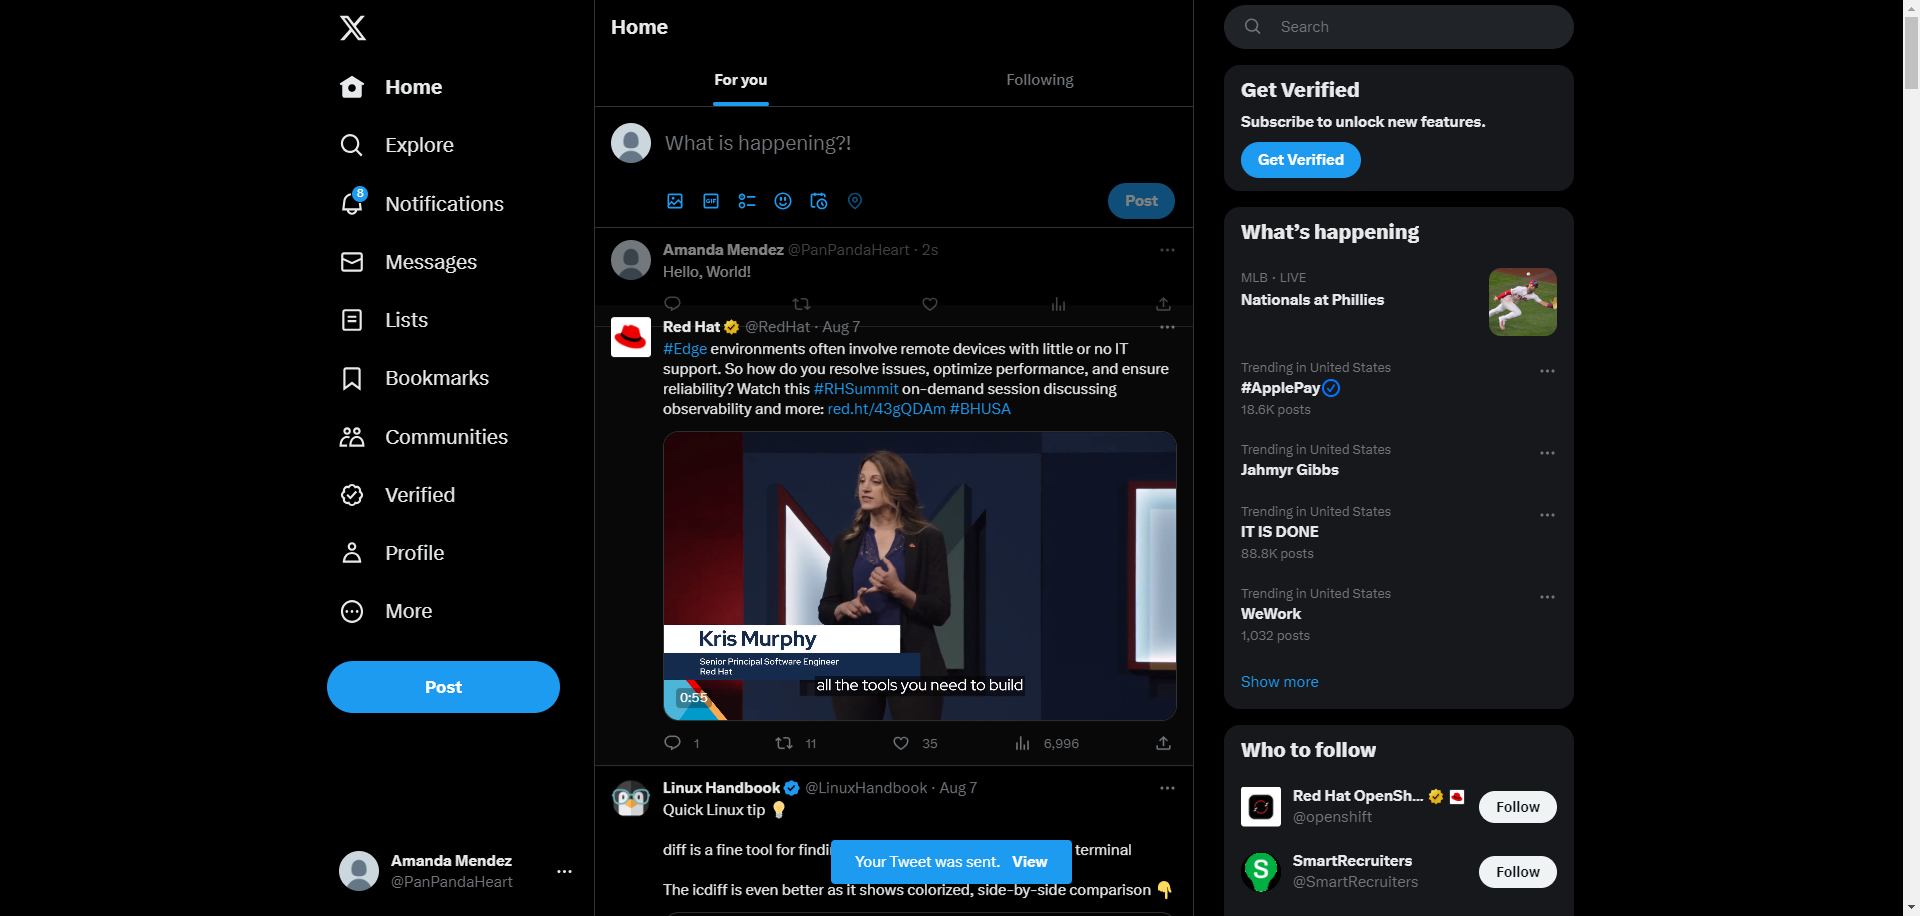 Home
Explore
8
Notifications
Messages
Lists
Bookmarks
Communities
Verified
Profile
More
Post
Amanda Mendez
@PanPandaHeart
Home
For you
Following
What is happening?!
GIF
Post
Amanda Mendez @PanPandaHeart · 2s
Hello, World!
Red Hat @RedHat · Aug 7
#Edge environments often involve remote devices with little or no IT
support. So how do you resolve issues, optimize performance, and ensure
reliability? Watch this #RHSummit on-demand session discussing
observability and more: red.ht/43gQDAm #BHUSA
Kris Murphy
Senior Principal Software Engineer
Red Hat
all the tools you need to build
0:55
1
11
35
6,996
Linux Handbook @LinuxHandbook · Aug 7
Quick Linux tip 💡
diff is a fine tool for terminal
The icdiff is even better as it shows colorized, side-by-side comparison 👇
Your Tweet was sent. View
Search
Get Verified
Subscribe to unlock new features.
Get Verified
What's happening
MLB · LIVE
Nationals at Phillies
Trending in United States
#ApplePay
18.6K posts
Trending in United States
Jahmyr Gibbs
Trending in United States
IT IS DONE
88.8K posts
Trending in United States
WeWork
1,032 posts
Show more
Who to follow
Red Hat OpenSh...
@openshift
Follow
SmartRecruiters
@SmartRecruiters
Follow